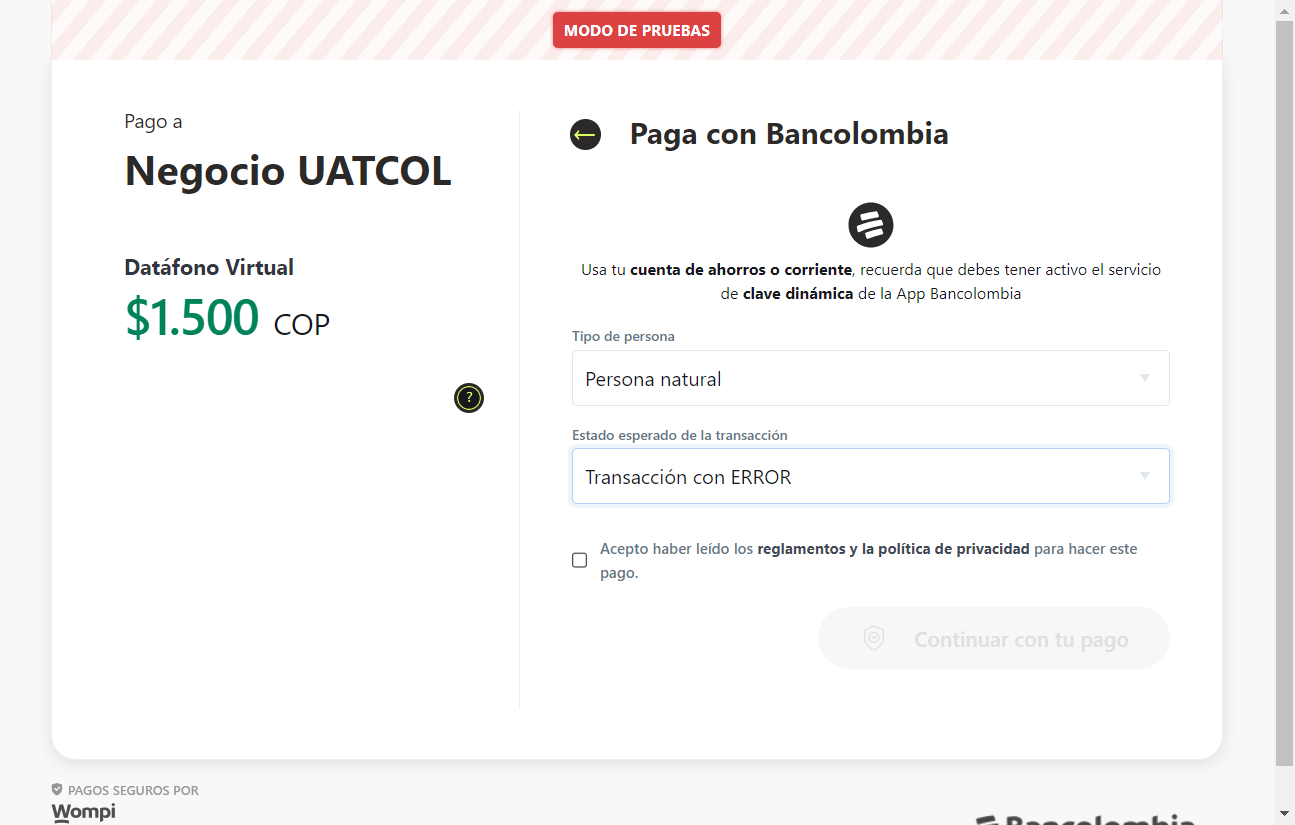 MODO DE PRUEBAS
Pago a
Negocio UATCOL
Datáfono Virtual
$1.500 COP
?
Paga con Bancolombia
Usa tu cuenta de ahorros o corriente, recuerda que debes tener activo el servicio
de clave dinámica de la App Bancolombia
Tipo de persona
Persona natural
Estado esperado de la transacción
Transacción con ERROR
Acepto haber leído los reglamentos y la política de privacidad para hacer este
pago.
Continuar con tu pago
PAGOS SEGUROS POR
Wompi
Bancolombia